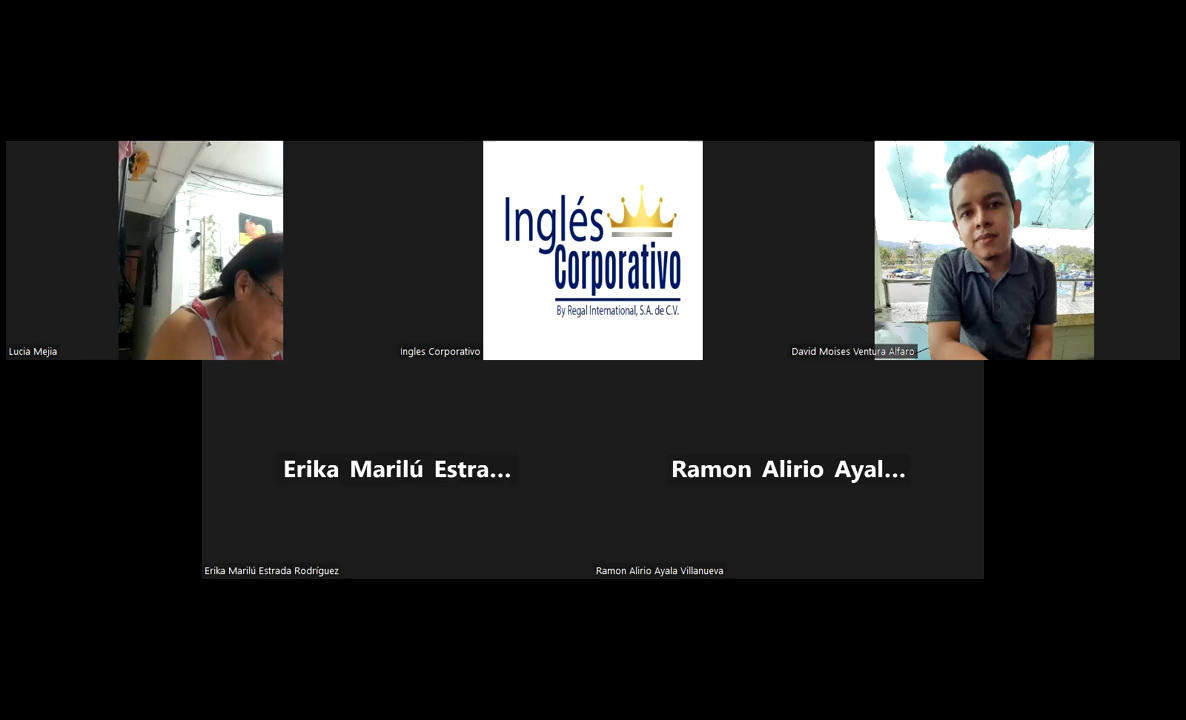 Inglés
Corporativo
By Regal International, S.A. de C.V.
Lucia Mejia
Ingles Corporativo
David Moises Ventura Alfaro
Erika Marilú Estra...
Ramon Alirio Ayal...
Erika Marilú Estrada Rodríguez
Ramon Alirio Ayala Villanueva